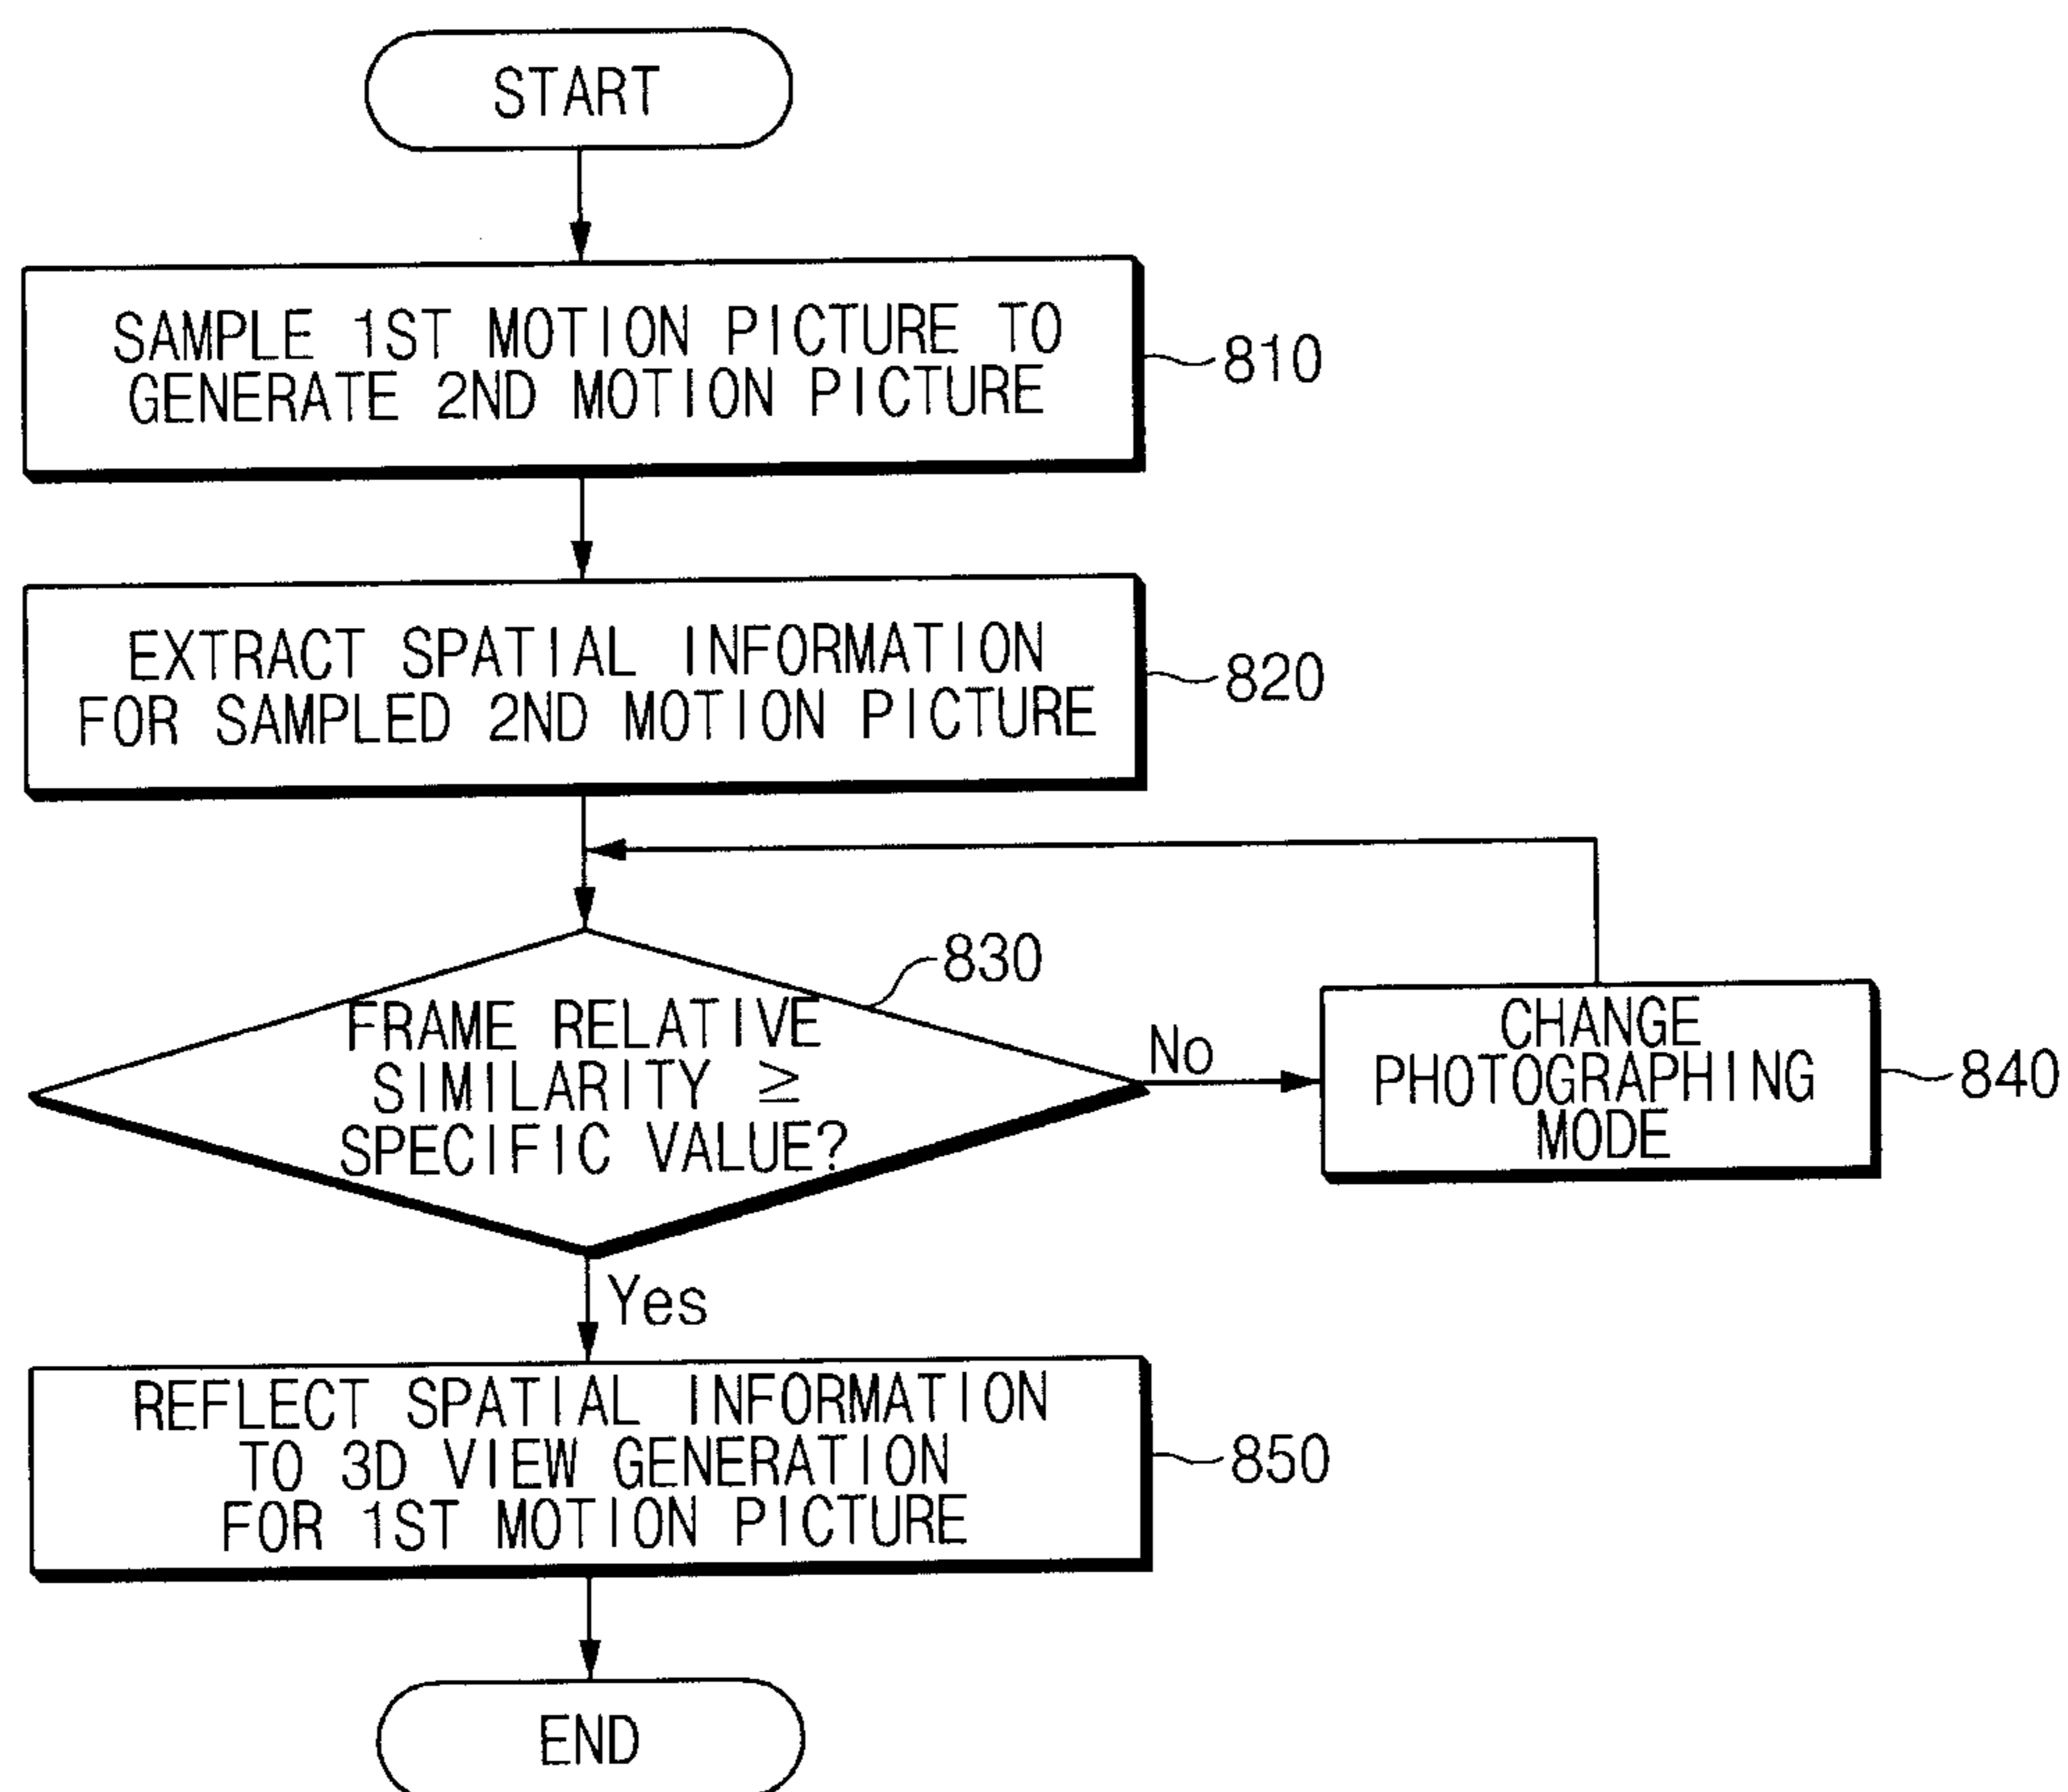 START
SAMPLE 1ST MOTION PICTURE TO
GENERATE 2ND MOTION PICTURE
810
EXTRACT SPATIAL INFORMATION
FOR SAMPLED 2ND MOTION PICTURE
820
830
FRAME RELATIVE
SIMILARITY ≥
SPECIFIC VALUE?
No
CHANGE
PHOTOGRAPHING
MODE
840
Yes
REFLECT SPATIAL INFORMATION
TO 3D VIEW GENERATION
FOR 1ST MOTION PICTURE
850
END